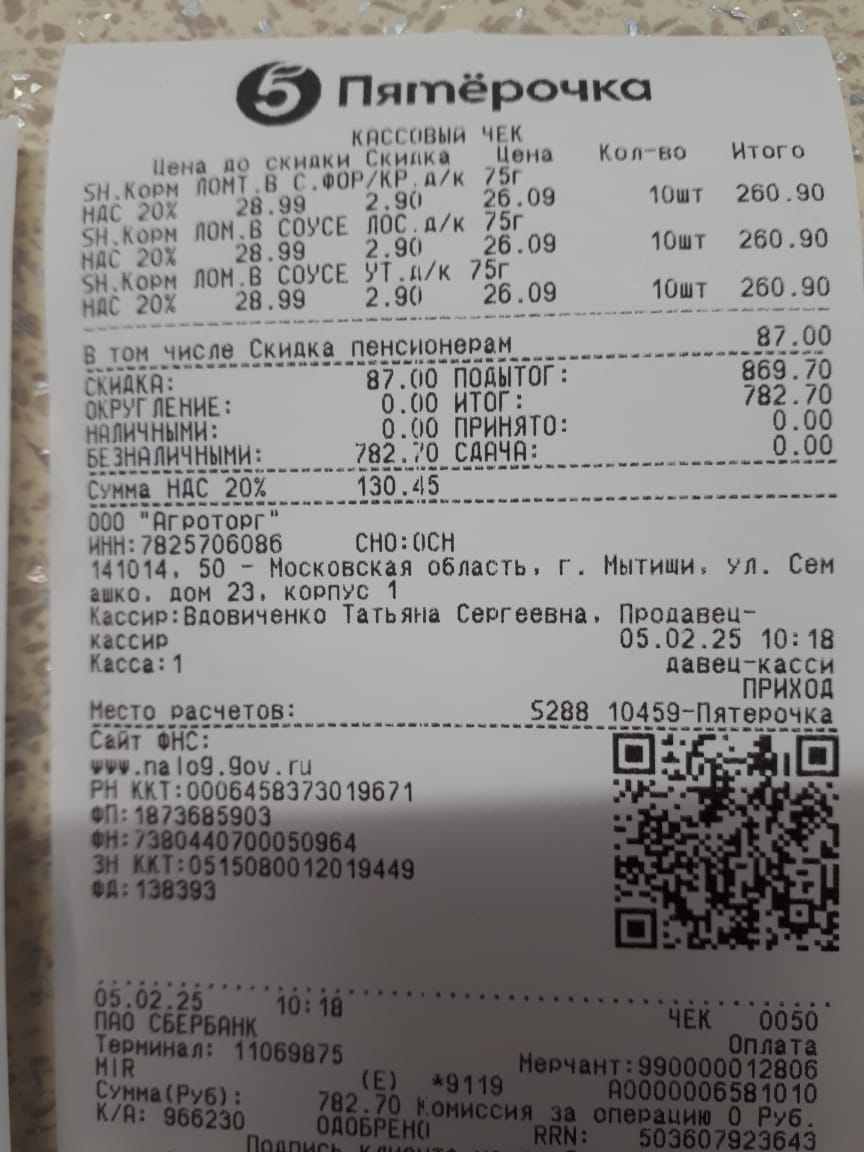 5 Пятёрочка
КАССОВЫЙ ЧЕК
Цена до скидки Скидка Цена Кол-во Итого
SH.Корм ЛОМТ.В С.ФОР/КР.д/к 75г
НДС 20% 28.99 2.90 26.09 10шт 260.90
SH.Корм ЛОМ.В СОУСЕ ЛОС.д/к 75г
НДС 20% 28.99 2.90 26.09 10шт 260.90
SH.Корм ЛОМ.В СОУСЕ УТ.д/к 75г
НДС 20% 28.99 2.90 26.09 10шт 260.90
В том числе Скидка пенсионерам 87.00
СКИДКА: 87.00 ПОДЫТОГ: 869.70
ОКРУГЛЕНИЕ: 0.00 ИТОГ: 782.70
НАЛИЧНЫМИ: 0.00 ПРИНЯТО: 0.00
БЕЗНАЛИЧНЫМИ: 782.70 СДАЧА: 0.00
Сумма НДС 20% 130.45
ООО "Агроторг"
ИНН:7825706086 СНО:ОСН
141014, 50 - Московская область, г. Мытищи, ул. Сем
ашко, дом 23, корпус 1
Кассир:Вдовиченко Татьяна Сергеевна, Продавец-
кассир 05.02.25 10:18
Касса:1 давец-касси
ПРИХОД
Место расчетов: S288 10459-Пятерочка
Сайт ФНС:
www.nalog.gov.ru
РН ККТ:0006458373019671
ФП:1873685903
ФН:7380440700050964
ЗН ККТ:0515080012019449
ФД:138393
05.02.25 10:18 ЧЕК 0050
ПАО СБЕРБАНК Оплата
Терминал: 11069875 Мерчант:990000012806
MIR (E) *9119 A0000006581010
Сумма(Руб): 782.70 Комиссия за операцию 0 Руб.
К/А: 966230 ОДОБРЕНО RRN: 503607923643
Подпись клиента